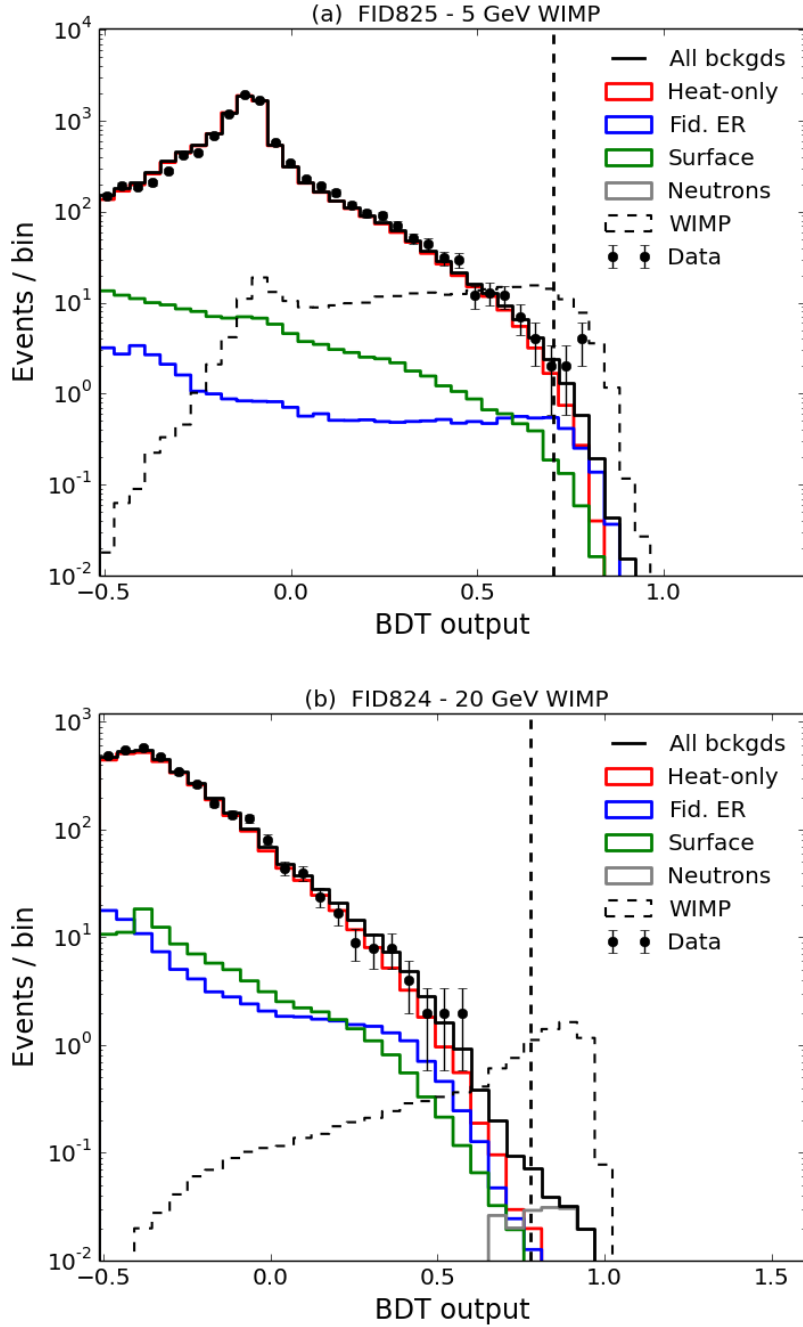 (a) FID825 - 5 GeV WIMP
10^4
10^3
10^2
10^1
10^0
10^-1
10^-2
Events / bin
All bckgds
Heat-only
Fid. ER
Surface
Neutrons
WIMP
Data
−0.5 0.0 0.5 1.0
BDT output
(b) FID824 - 20 GeV WIMP
10^3
10^2
10^1
10^0
10^-1
10^-2
Events / bin
All bckgds
Heat-only
Fid. ER
Surface
Neutrons
WIMP
Data
−0.5 0.0 0.5 1.0 1.5
BDT output